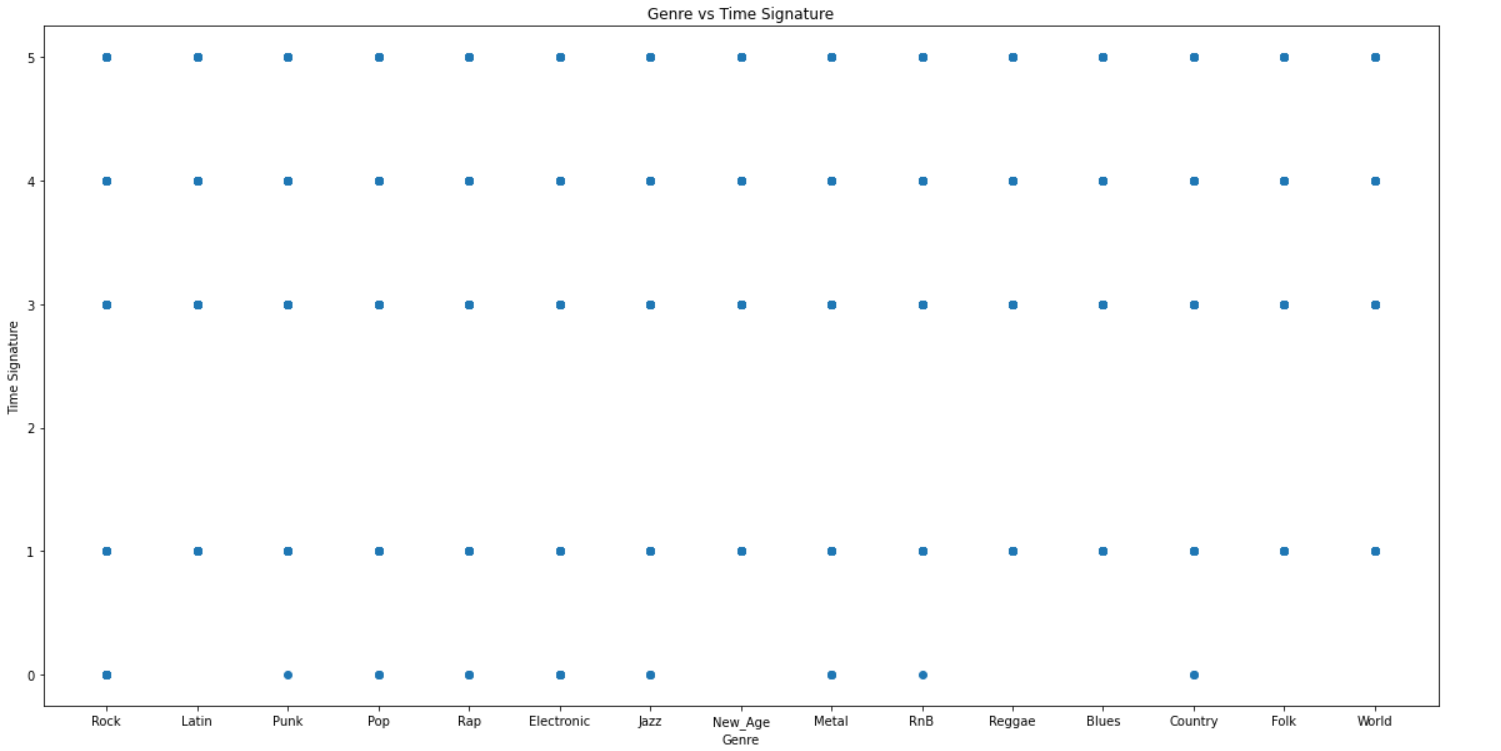 Genre vs Time Signature
5
4
3
2
1
0
Time Signature
Rock Latin Punk Pop Rap Electronic Jazz New_Age Metal RnB Reggae Blues Country Folk World
Genre